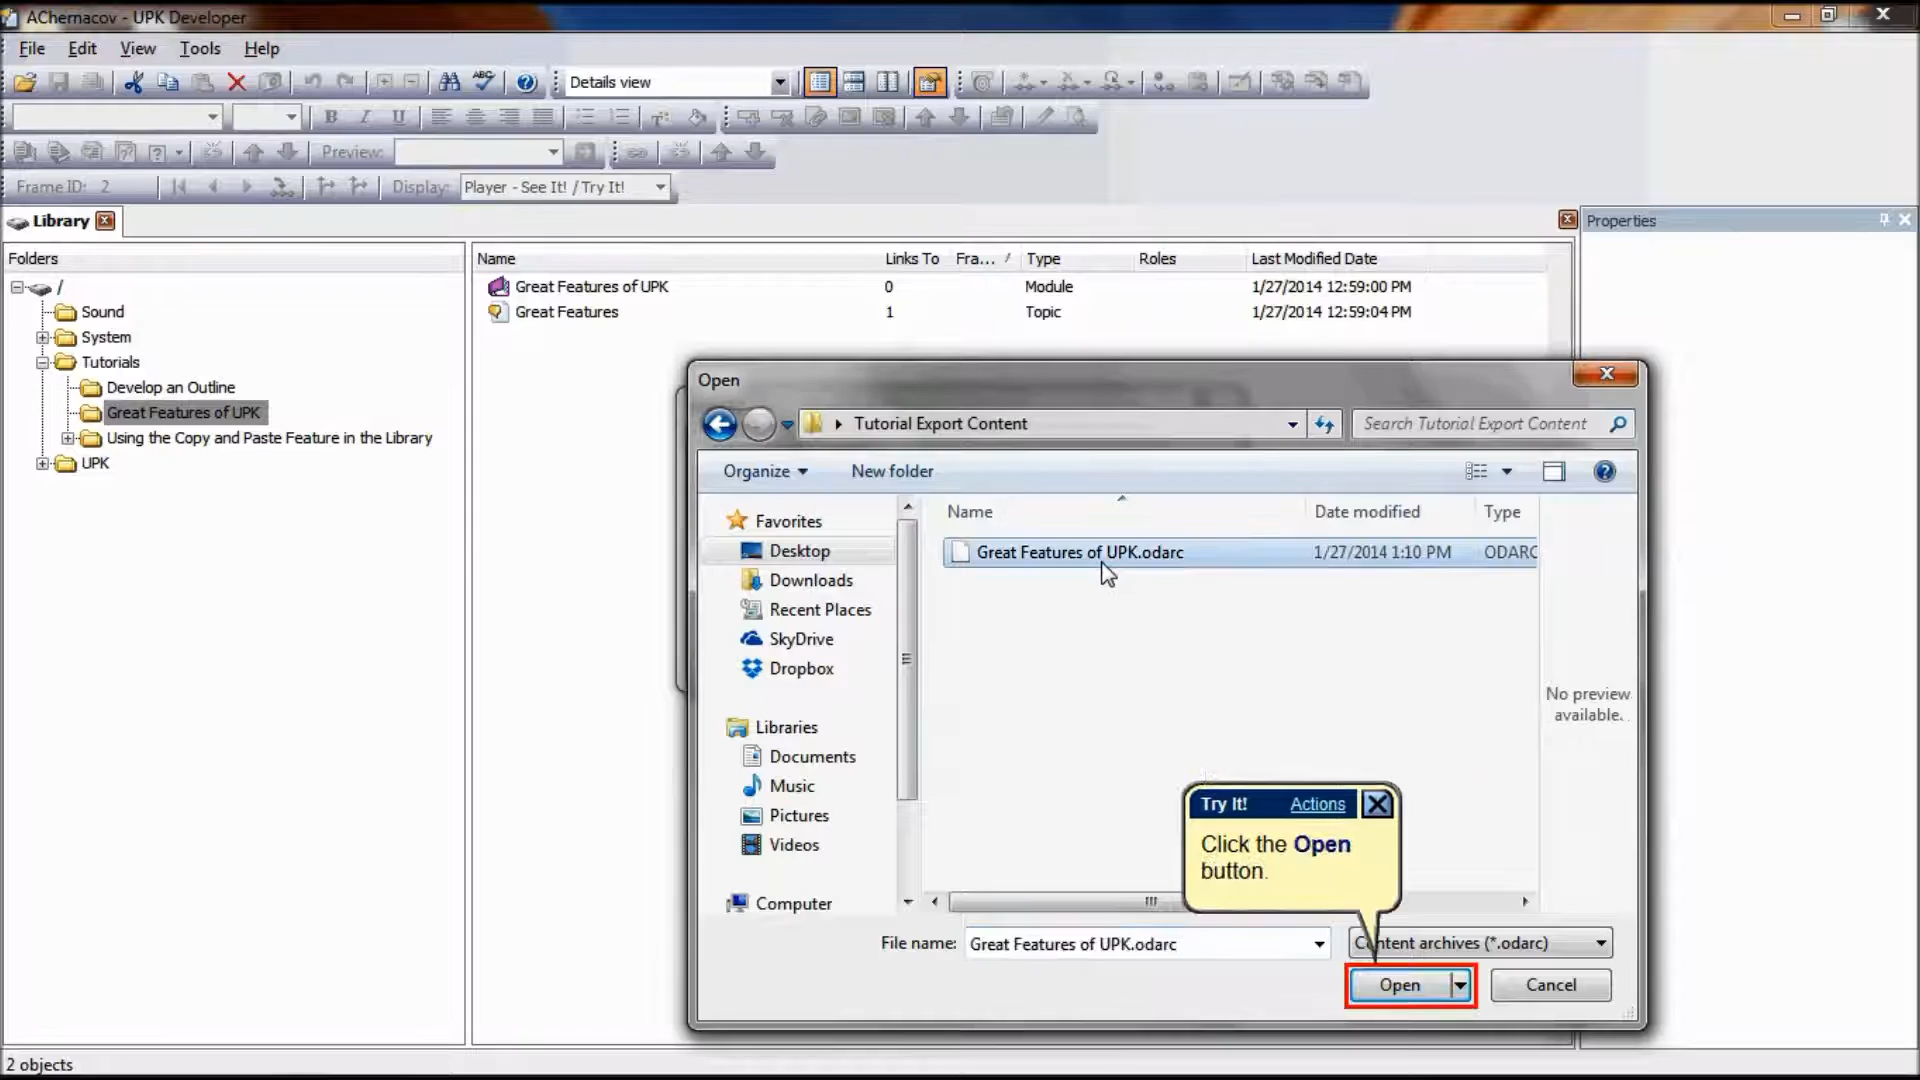 AChernacov - UPK Developer
File Edit View Tools Help
Details view
Preview:
Frame ID: 2 Display: Player - See It! / Try It!
Library
Properties
Folders
Name Links To Fra... Type Roles Last Modified Date
/
Great Features of UPK 0 Module 1/27/2014 12:59:00 PM
Sound
Great Features 1 Topic 1/27/2014 12:59:04 PM
System
Tutorials
Develop an Outline
Great Features of UPK
Using the Copy and Paste Feature in the Library
UPK
Open
Tutorial Export Content
Search Tutorial Export Content
Organize New folder
Name Date modified Type
Great Features of UPK.odarc 1/27/2014 1:10 PM ODARC
Favorites
Desktop
Downloads
Recent Places
SkyDrive
Dropbox
Libraries
Documents
Music
Pictures
Videos
Computer
No preview
available.
Try It! Actions
Click the Open
button.
File name: Great Features of UPK.odarc
Content archives (*.odarc)
Open Cancel
2 objects